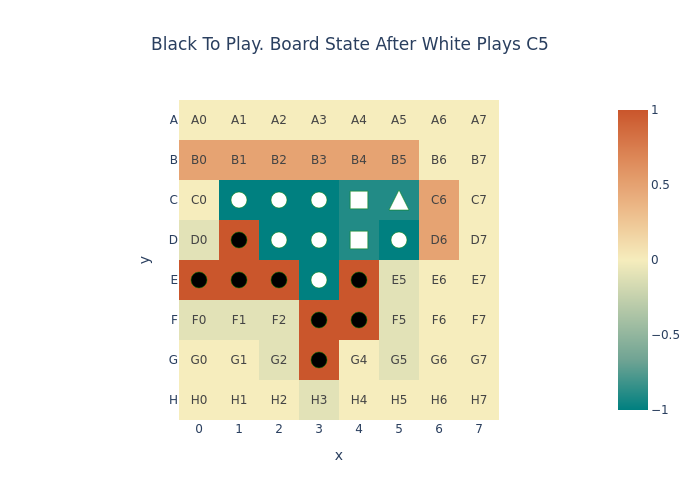 Black To Play. Board State After White Plays C5
A A0 A1 A2 A3 A4 A5 A6 A7
B B0 B1 B2 B3 B4 B5 B6 B7
C C0 C6 C7
D D0 D6 D7
E E5 E6 E7
F F0 F1 F2 F5 F6 F7
G G0 G1 G2 G4 G5 G6 G7
H H0 H1 H2 H3 H4 H5 H6 H7
0 1 2 3 4 5 6 7
x
y
1
0.5
0
−0.5
−1